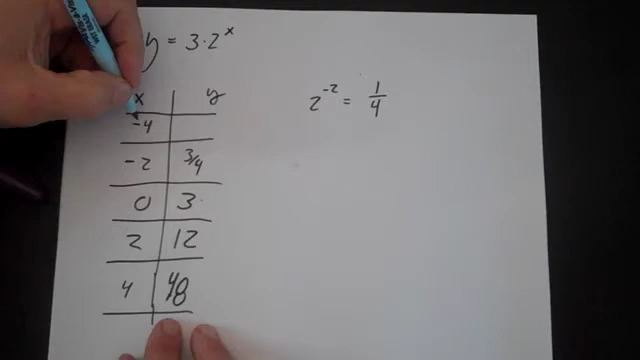 y = 3·2^x
x y
-4
-2 3/4
0 3
2 12
4 48
2^-2 = 1/4